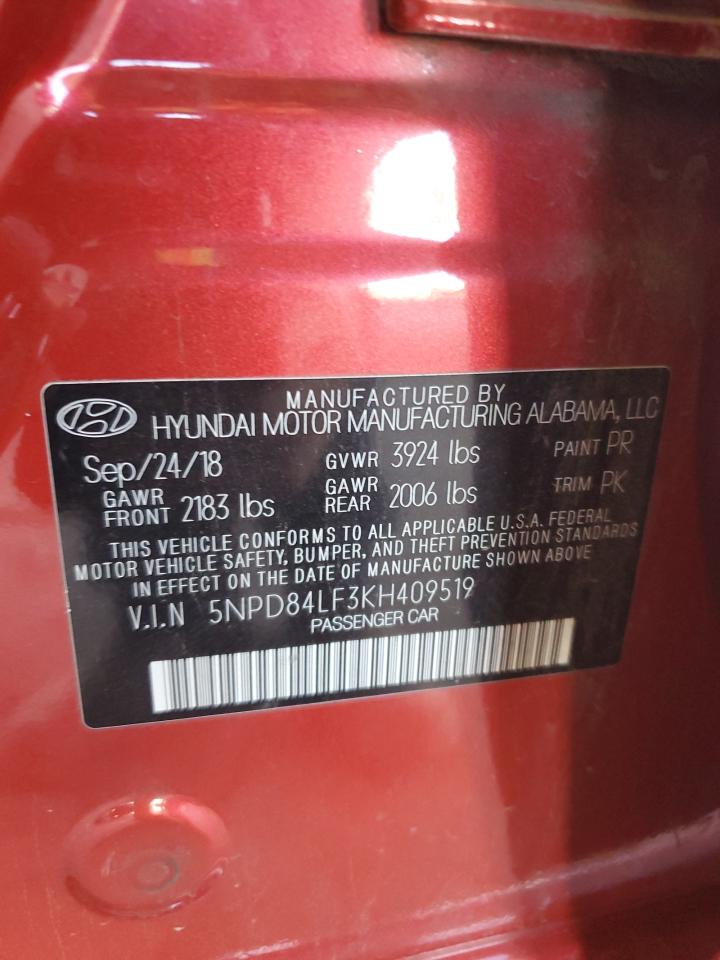 MANUFACTURED BY
HYUNDAI MOTOR MANUFACTURING ALABAMA, LLC
Sep/24/18 GVWR 3924 lbs PAINT PR
GAWR FRONT 2183 lbs GAWR REAR 2006 lbs TRIM PK
THIS VEHICLE CONFORMS TO ALL APPLICABLE U.S.A. FEDERAL
MOTOR VEHICLE SAFETY, BUMPER, AND THEFT PREVENTION STANDARDS
IN EFFECT ON THE DATE OF MANUFACTURE SHOWN ABOVE
V.I.N 5NPD84LF3KH409519
PASSENGER CAR